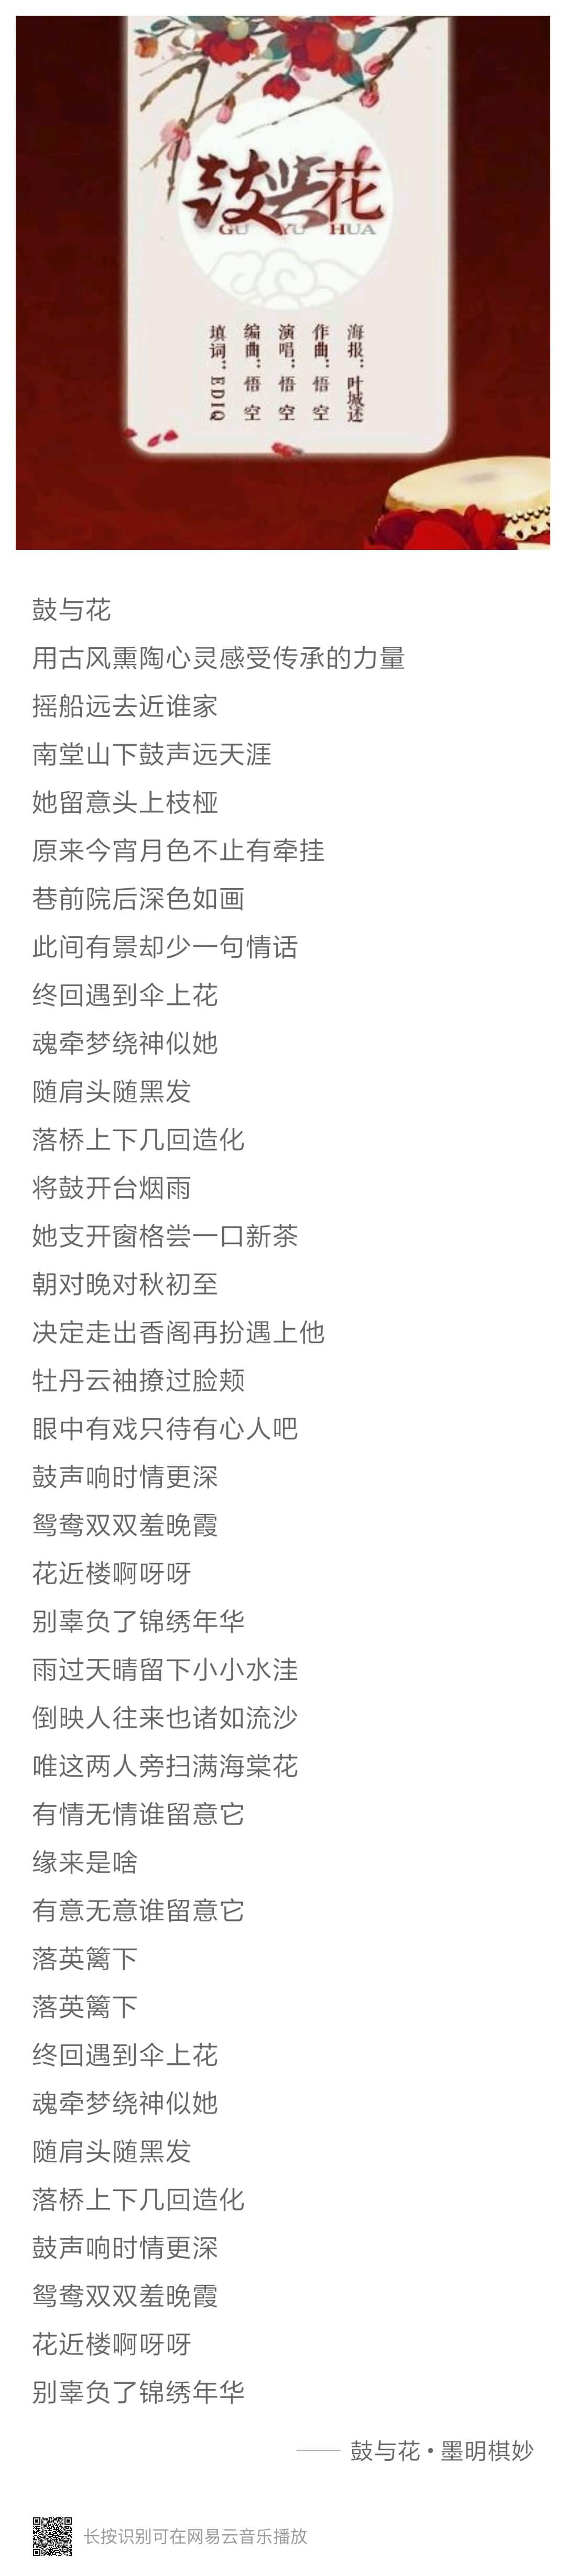 鼓与花
GU YU HUA
海报：叶城述
作曲：悟空
演唱：悟空
编曲：悟空
填词：EDIQ
鼓与花
用古风熏陶心灵感受传承的力量
摇船远去近谁家
南堂山下鼓声远天涯
她留意头上枝桠
原来今宵月色不止有牵挂
巷前院后深色如画
此间有景却少一句情话
终回遇到伞上花
魂牵梦绕神似她
随肩头随黑发
落桥上下几回造化
将鼓开台烟雨
她支开窗格尝一口新茶
朝对晚对秋初至
决定走出香阁再扮遇上他
牡丹云袖撩过脸颊
眼中有戏只待有心人吧
鼓声响时情更深
鸳鸯双双羞晚霞
花近楼啊呀呀
别辜负了锦绣年华
雨过天晴留下小小水洼
倒映人往来也诸如流沙
唯这两人旁扫满海棠花
有情无情谁留意它
缘来是啥
有意无意谁留意它
落英篱下
落英篱下
终回遇到伞上花
魂牵梦绕神似她
随肩头随黑发
落桥上下几回造化
鼓声响时情更深
鸳鸯双双羞晚霞
花近楼啊呀呀
别辜负了锦绣年华
—— 鼓与花 • 墨明棋妙
长按识别可在网易云音乐播放